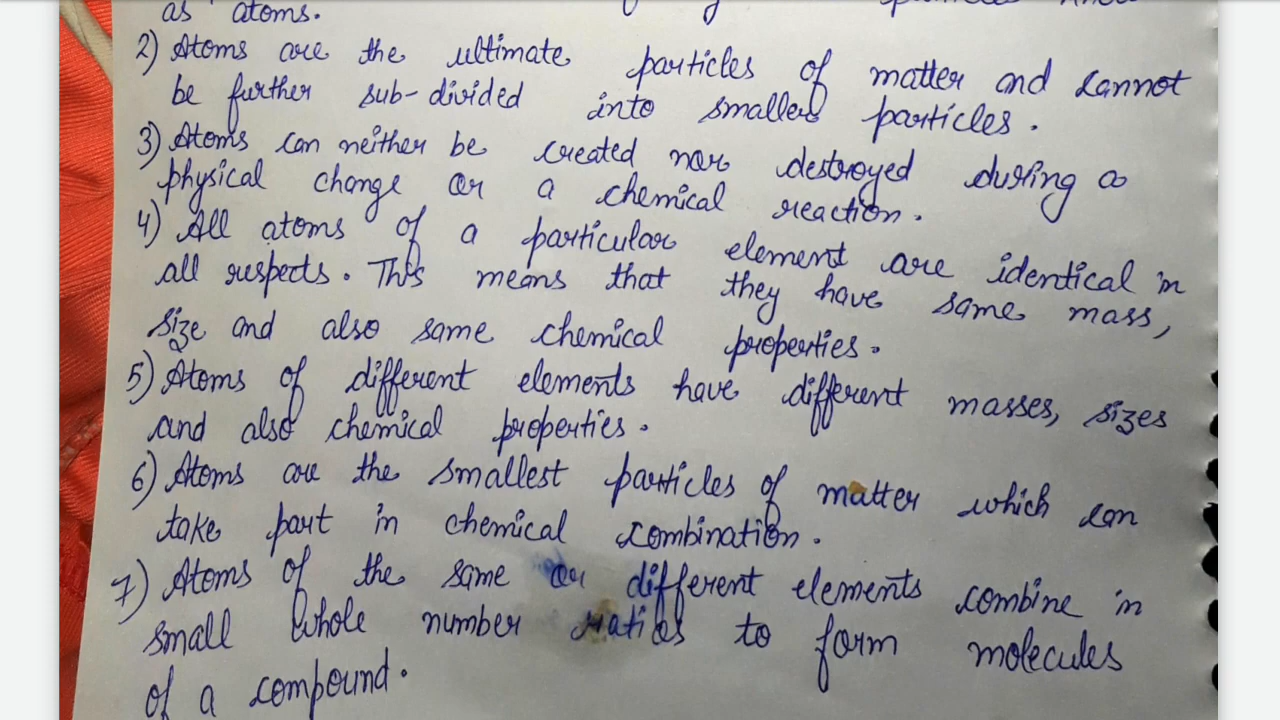 as atoms.
2) Atoms are the ultimate particles of matter and cannot
be further sub-divided into smaller particles.
3) Atoms can neither be created nor destroyed during a
physical change or a chemical reaction.
4) All atoms of a particular element are identical in
all respects. This means that they have same mass,
size and also same chemical properties.
5) Atoms of different elements have different masses, sizes
and also chemical properties.
6) Atoms are the smallest particles of matter which can
take part in chemical combination.
7) Atoms of the same or different elements combine in
small whole number ratios to form molecules
of a compound.